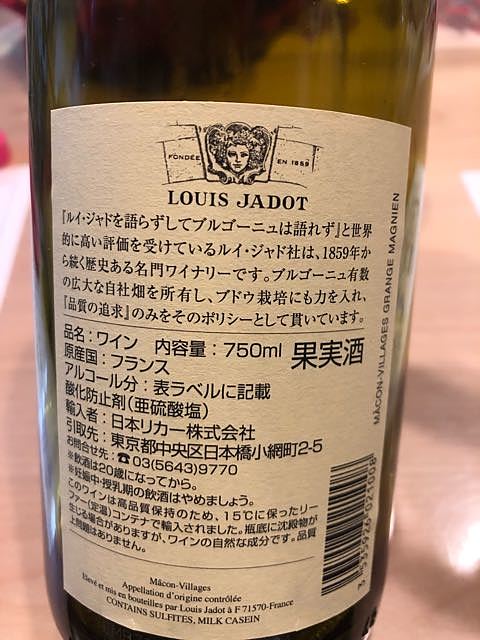 FONDÉE EN 1859
LOUIS JADOT
『ルイ・ジャドを語らずしてブルゴーニュは語れず』と世界
的に高い評価を受けているルイ・ジャド社は、1859年か
ら続く歴史ある名門ワイナリーです。ブルゴーニュ有数
の広大な自社畑を所有し、ブドウ栽培にも力を入れ、
『品質の追求』のみをそのポリシーとして貫いています。
品名：ワイン 内容量：750ml 果実酒
原産国：フランス
アルコール分：表ラベルに記載
酸化防止剤(亜硫酸塩)
輸入者：日本リカー株式会社
引取先：東京都中央区日本橋小網町2-5
お問合せ先：☎03(5643)9770
※飲酒は20歳になってから。
※妊娠中・授乳期の飲酒はやめましょう。
このワインは高品質保持のため、15℃に保ったリー
ファー(定温)コンテナで輸入されました。瓶底に沈殿物が
生じる場合がありますが、ワインの自然な成分です。品質
上問題はありません。
Mâcon-Villages
Appellation d'origine contrôlée
Elevé et mis en bouteilles par Louis Jadot à F 71570-France
CONTAINS SULFITES, MILK CASEIN
MÂCON-VILLAGES GRANGE MAGNIEN